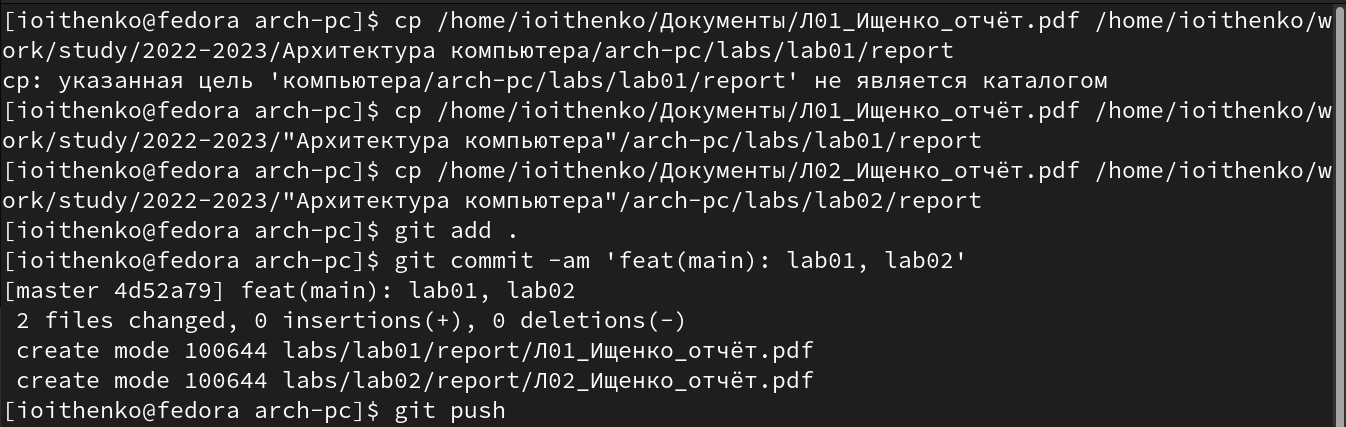 [ioithenko@fedora arch-pc]$ cp /home/ioithenko/Документы/Л01_Ищенко_отчёт.pdf /home/ioithenko/w
ork/study/2022-2023/Архитектура компьютера/arch-pc/labs/lab01/report
cp: указанная цель 'компьютера/arch-pc/labs/lab01/report' не является каталогом
[ioithenko@fedora arch-pc]$ cp /home/ioithenko/Документы/Л01_Ищенко_отчёт.pdf /home/ioithenko/w
ork/study/2022-2023/"Архитектура компьютера"/arch-pc/labs/lab01/report
[ioithenko@fedora arch-pc]$ cp /home/ioithenko/Документы/Л02_Ищенко_отчёт.pdf /home/ioithenko/w
ork/study/2022-2023/"Архитектура компьютера"/arch-pc/labs/lab02/report
[ioithenko@fedora arch-pc]$ git add .
[ioithenko@fedora arch-pc]$ git commit -am 'feat(main): lab01, lab02'
[master 4d52a79] feat(main): lab01, lab02
 2 files changed, 0 insertions(+), 0 deletions(-)
 create mode 100644 labs/lab01/report/Л01_Ищенко_отчёт.pdf
 create mode 100644 labs/lab02/report/Л02_Ищенко_отчёт.pdf
[ioithenko@fedora arch-pc]$ git push